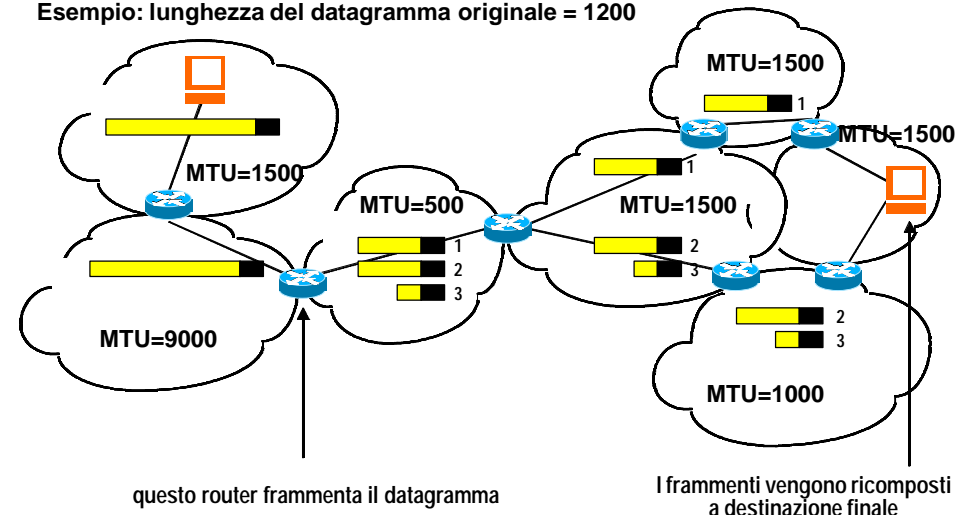 Esempio: lunghezza del datagramma originale = 1200
MTU=1500
1
MTU=1500
MTU=1500
1
MTU=500
MTU=1500
1
2
3
2
3
MTU=9000
2
3
MTU=1000
questo router frammenta il datagramma
I frammenti vengono ricomposti
a destinazione finale